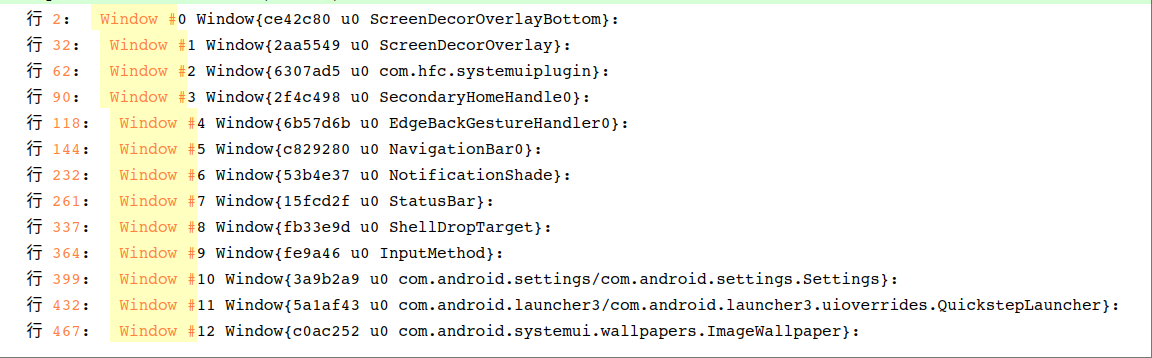 行 2: Window #0 Window{ce42c80 u0 ScreenDecorOverlayBottom}:
行 32: Window #1 Window{2aa5549 u0 ScreenDecorOverlay}:
行 62: Window #2 Window{6307ad5 u0 com.hfc.systemuiplugin}:
行 90: Window #3 Window{2f4c498 u0 SecondaryHomeHandle0}:
行 118: Window #4 Window{6b57d6b u0 EdgeBackGestureHandler0}:
行 144: Window #5 Window{c829280 u0 NavigationBar0}:
行 232: Window #6 Window{53b4e37 u0 NotificationShade}:
行 261: Window #7 Window{15fcd2f u0 StatusBar}:
行 337: Window #8 Window{fb33e9d u0 ShellDropTarget}:
行 364: Window #9 Window{fe9a46 u0 InputMethod}:
行 399: Window #10 Window{3a9b2a9 u0 com.android.settings/com.android.settings.Settings}:
行 432: Window #11 Window{5a1af43 u0 com.android.launcher3/com.android.launcher3.uioverrides.QuickstepLauncher}:
行 467: Window #12 Window{c0ac252 u0 com.android.systemui.wallpapers.ImageWallpaper}: